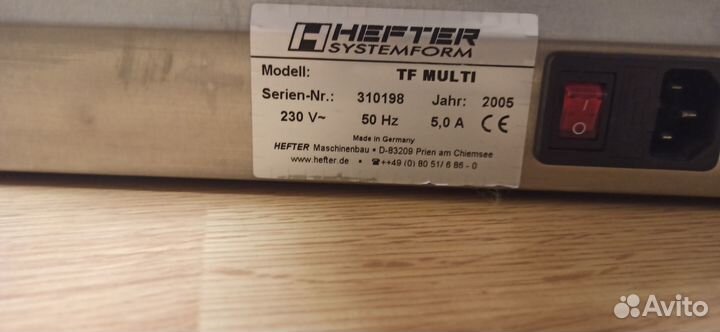 HEFTER
SYSTEMFORM
Modell: TF MULTI
Serien-Nr.: 310198 Jahr: 2005
230 V~ 50 Hz 5,0 A CE
Made in Germany
HEFTER Maschinenbau • D-83209 Prien am Chiemsee
www.hefter.de • ☎++49 (0) 80 51/ 6 86 - 0
Avito